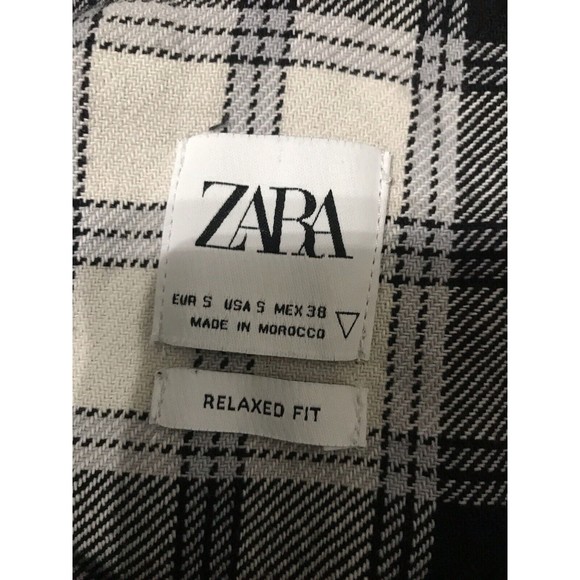 ZARA
EUR S USA S MEX 38
MADE IN MOROCCO
RELAXED FIT